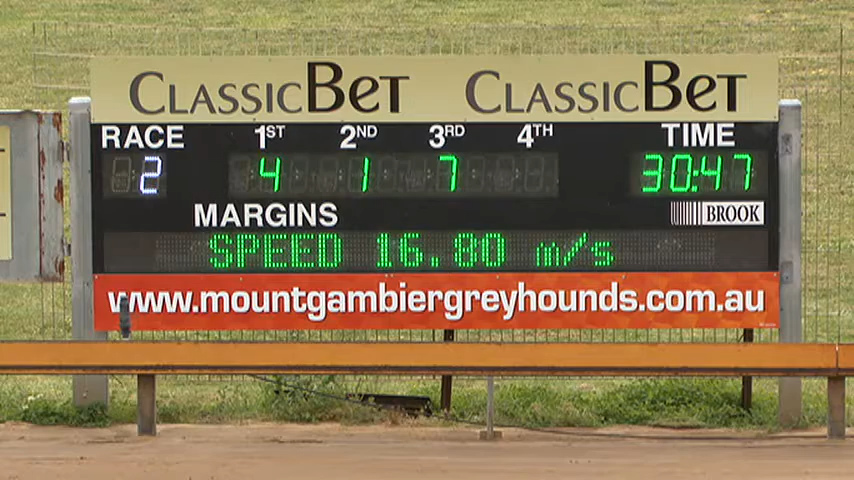 CLASSICBET CLASSICBET
RACE 1ST 2ND 3RD 4TH TIME
2 4 1 7 30:47
MARGINS BROOK
SPEED 16.80 m/s
www.mountgambiergreyhounds.com.au